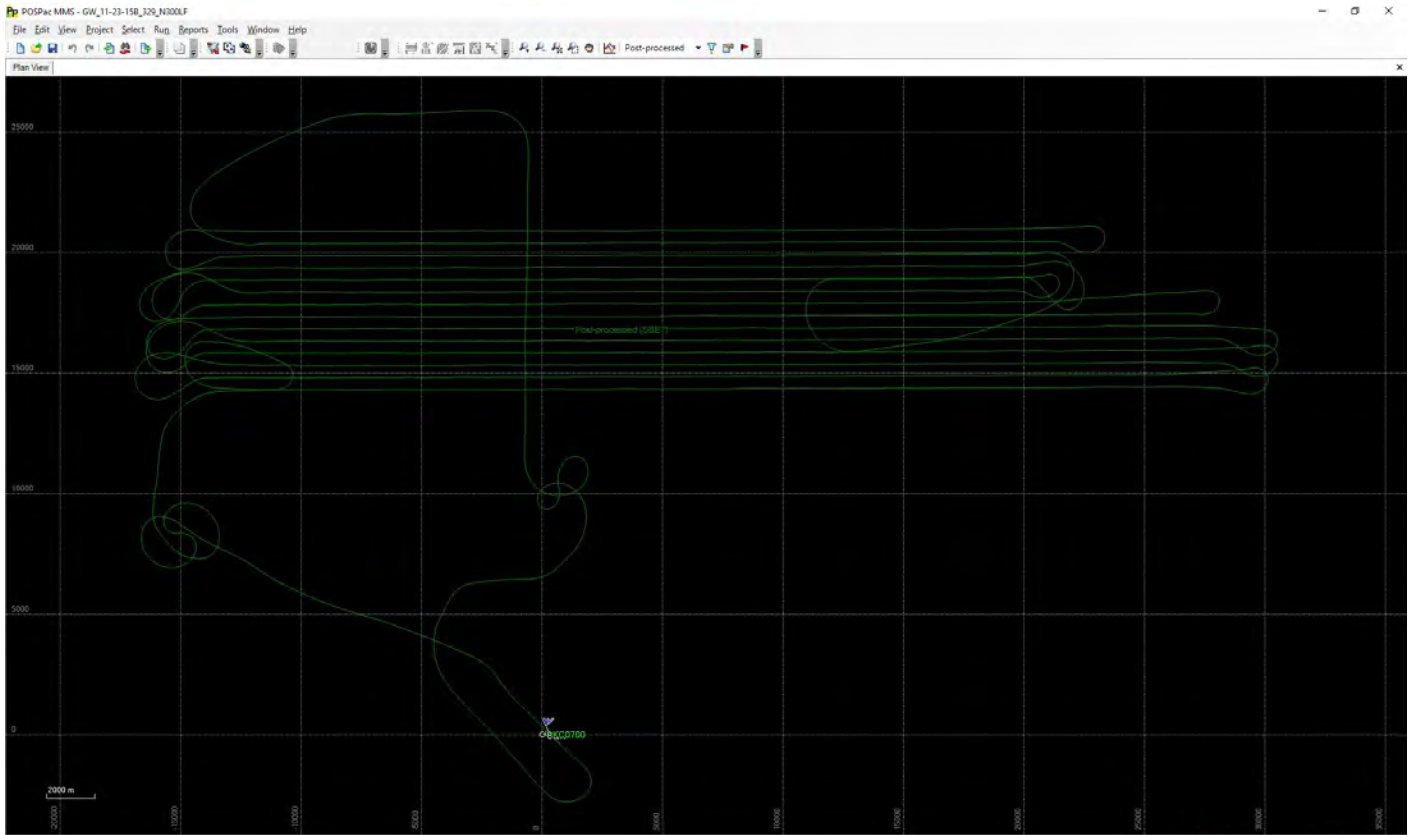 POSPac MMS - GW_11-23-15B_329_N300LF
File Edit View Project Select Run Reports Tools Window Help
Post-processed
Plan View
25000
20000
Post-processed (SBET)
15000
10000
5000
0
2000 m
-20000 -15000 -10000 -5000 0 5000 10000 15000 20000 25000 30000 35000